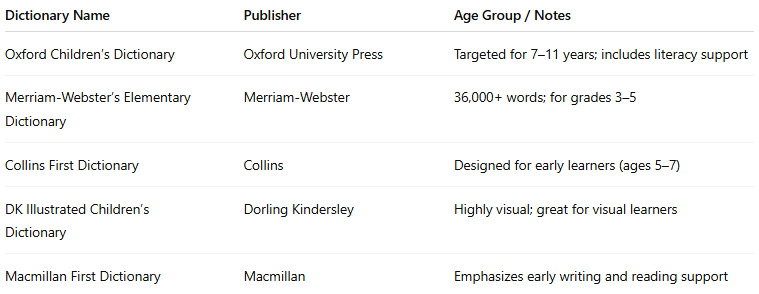 Dictionary Name Publisher Age Group / Notes
Oxford Children’s Dictionary Oxford University Press Targeted for 7–11 years; includes literacy support
Merriam-Webster’s Elementary Merriam-Webster 36,000+ words; for grades 3–5
Dictionary
Collins First Dictionary Collins Designed for early learners (ages 5–7)
DK Illustrated Children’s Dorling Kindersley Highly visual; great for visual learners
Dictionary
Macmillan First Dictionary Macmillan Emphasizes early writing and reading support